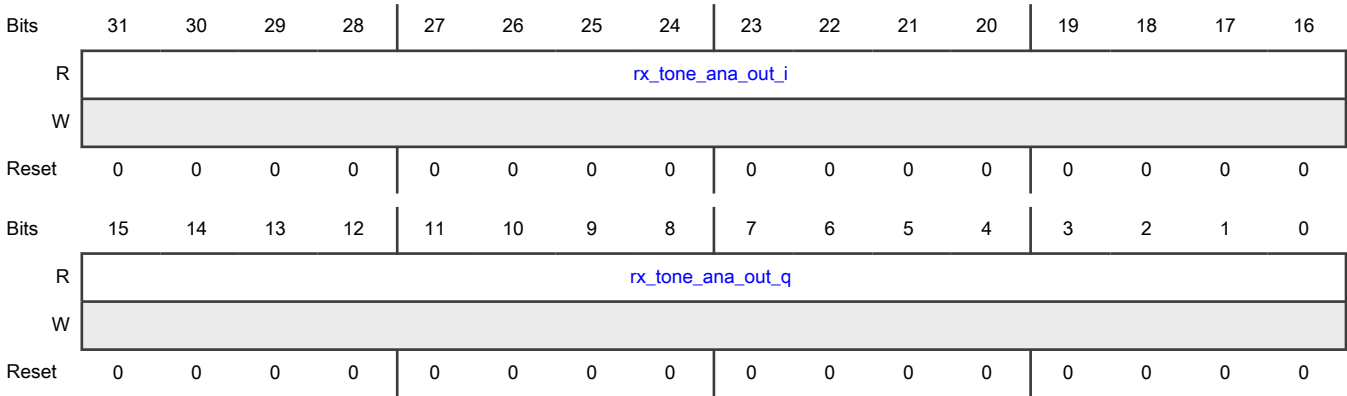 Bits 31 30 29 28 27 26 25 24 23 22 21 20 19 18 17 16
R rx_tone_ana_out_i
W
Reset 0 0 0 0 0 0 0 0 0 0 0 0 0 0 0 0
Bits 15 14 13 12 11 10 9 8 7 6 5 4 3 2 1 0
R rx_tone_ana_out_q
W
Reset 0 0 0 0 0 0 0 0 0 0 0 0 0 0 0 0